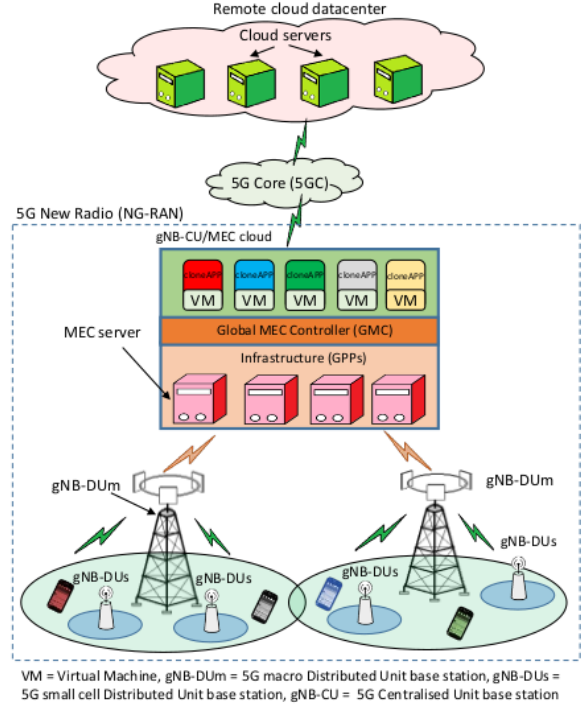 Remote cloud datacenter
Cloud servers
5G Core (5GC)
5G New Radio (NG-RAN)
gNB-CU/MEC cloud
cloneAPP cloneAPP cloneAPP cloneAPP cloneAPP
VM VM VM VM VM
Global MEC Controller (GMC)
MEC server
Infrastructure (GPPs)
gNB-DUm
gNB-DUm
gNB-DUs
gNB-DUs
gNB-DUs
gNB-DUs
VM = Virtual Machine, gNB-DUm = 5G macro Distributed Unit base station, gNB-DUs =
5G small cell Distributed Unit base station, gNB-CU = 5G Centralised Unit base station